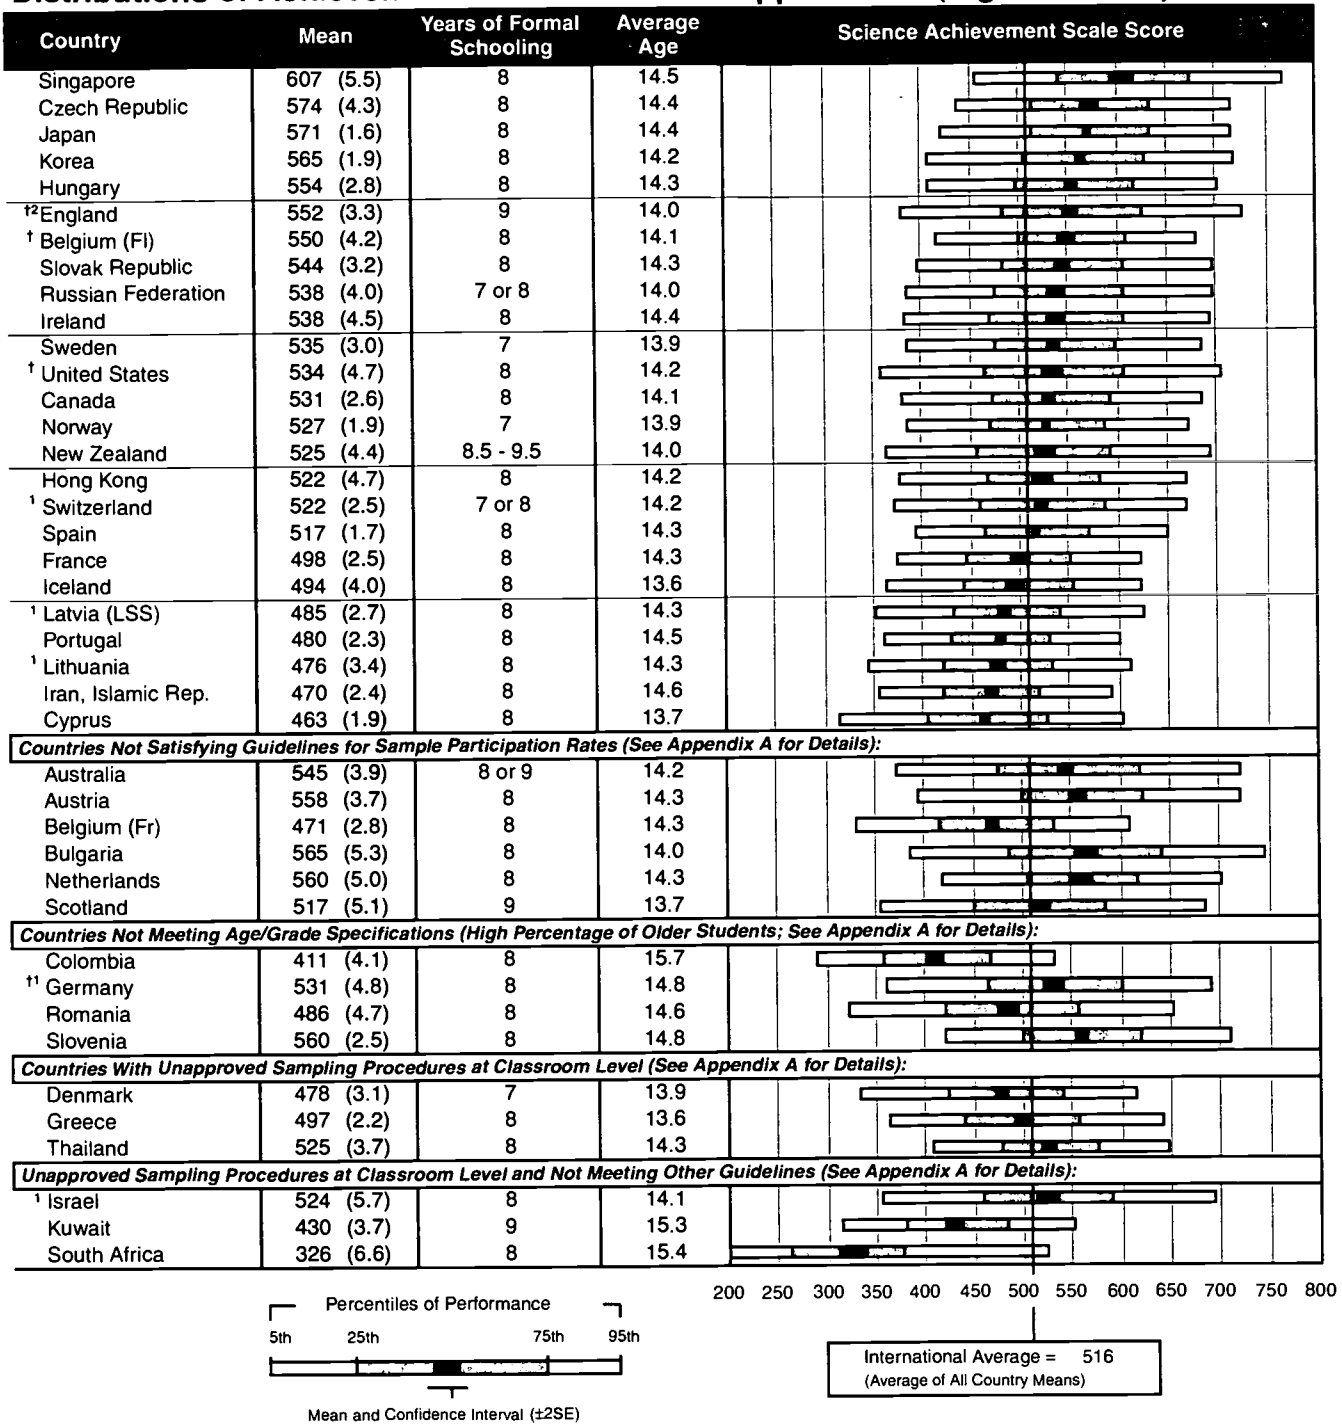 Country Mean Years of Formal Schooling Average Age Science Achievement Scale Score
Singapore 607 (5.5) 8 14.5
Czech Republic 574 (4.3) 8 14.4
Japan 571 (1.6) 8 14.4
Korea 565 (1.9) 8 14.2
Hungary 554 (2.8) 8 14.3
†2 England 552 (3.3) 9 14.0
† Belgium (Fl) 550 (4.2) 8 14.1
Slovak Republic 544 (3.2) 8 14.3
Russian Federation 538 (4.0) 7 or 8 14.0
Ireland 538 (4.5) 8 14.4
Sweden 535 (3.0) 7 13.9
† United States 534 (4.7) 8 14.2
Canada 531 (2.6) 8 14.1
Norway 527 (1.9) 7 13.9
New Zealand 525 (4.4) 8.5 - 9.5 14.0
Hong Kong 522 (4.7) 8 14.2
1 Switzerland 522 (2.5) 7 or 8 14.2
Spain 517 (1.7) 8 14.3
France 498 (2.5) 8 14.3
Iceland 494 (4.0) 8 13.6
1 Latvia (LSS) 485 (2.7) 8 14.3
Portugal 480 (2.3) 8 14.5
1 Lithuania 476 (3.4) 8 14.3
Iran, Islamic Rep. 470 (2.4) 8 14.6
Cyprus 463 (1.9) 8 13.7
Countries Not Satisfying Guidelines for Sample Participation Rates (See Appendix A for Details):
Australia 545 (3.9) 8 or 9 14.2
Austria 558 (3.7) 8 14.3
Belgium (Fr) 471 (2.8) 8 14.3
Bulgaria 565 (5.3) 8 14.0
Netherlands 560 (5.0) 8 14.3
Scotland 517 (5.1) 9 13.7
Countries Not Meeting Age/Grade Specifications (High Percentage of Older Students; See Appendix A for Details):
Colombia 411 (4.1) 8 15.7
†1 Germany 531 (4.8) 8 14.8
Romania 486 (4.7) 8 14.6
Slovenia 560 (2.5) 8 14.8
Countries With Unapproved Sampling Procedures at Classroom Level (See Appendix A for Details):
Denmark 478 (3.1) 7 13.9
Greece 497 (2.2) 8 13.6
Thailand 525 (3.7) 8 14.3
Unapproved Sampling Procedures at Classroom Level and Not Meeting Other Guidelines (See Appendix A for Details):
1 Israel 524 (5.7) 8 14.1
Kuwait 430 (3.7) 9 15.3
South Africa 326 (6.6) 8 15.4
200 250 300 350 400 450 500 550 600 650 700 750 800
Percentiles of Performance
5th 25th 75th 95th
Mean and Confidence Interval (±2SE)
International Average = 516
(Average of All Country Means)